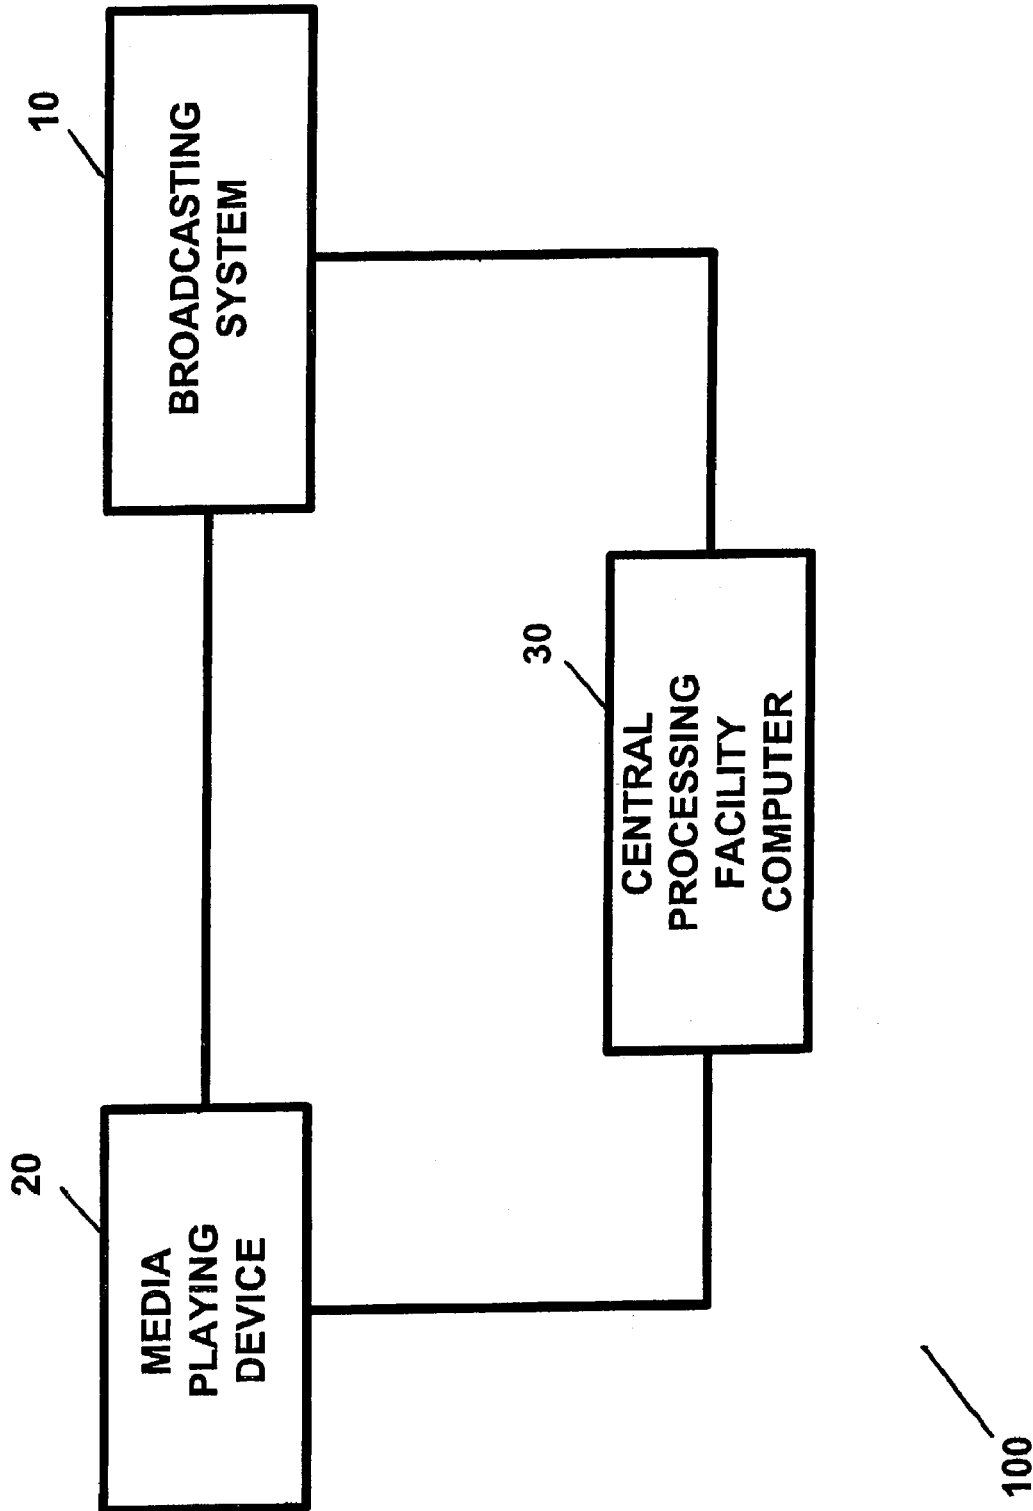 20
MEDIA
PLAYING
DEVICE
10
BROADCASTING
SYSTEM
30
CENTRAL
PROCESSING
FACILITY
COMPUTER
100